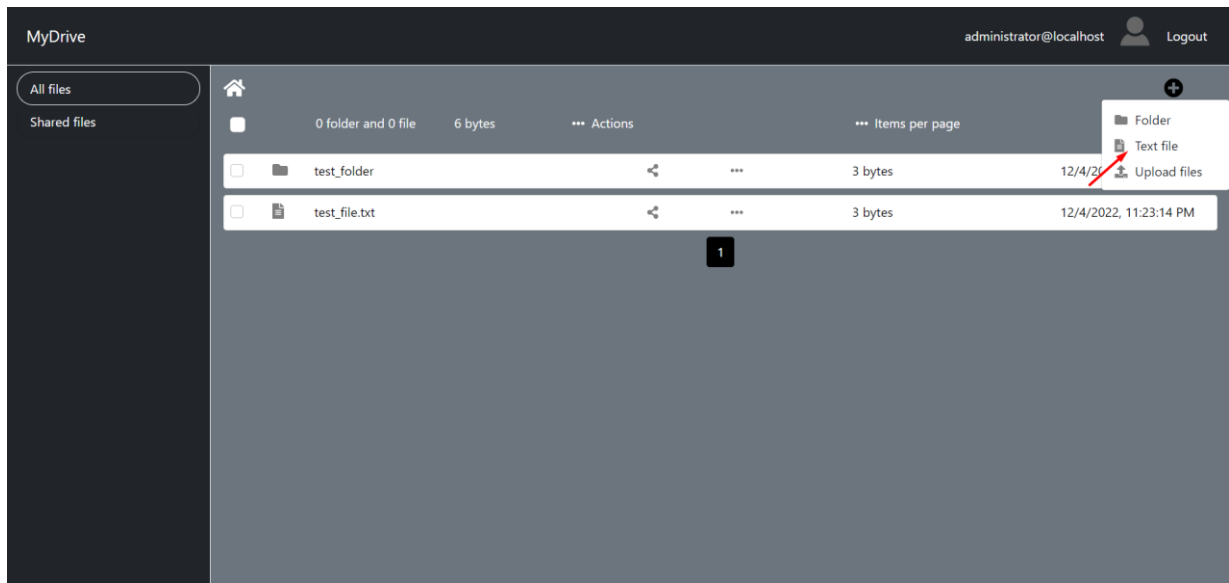 MyDrive administrator@localhost Logout
All files
Shared files
0 folder and 0 file 6 bytes ••• Actions ••• Items per page
Folder
Text file
Upload files
test_folder ••• 3 bytes 12/4/20
test_file.txt ••• 3 bytes 12/4/2022, 11:23:14 PM
1